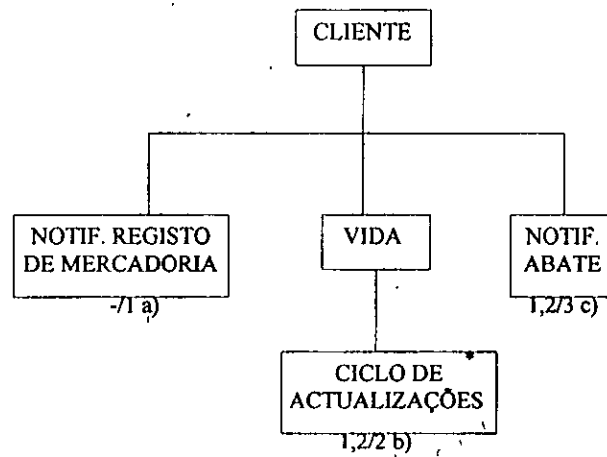 CLIENTE
NOTIF. REGISTO
DE MERCADORIA
-/1 a)
VIDA
NOTIF.
ABATE
1,2/3 c)
*
CICLO DE
ACTUALIZAÇÕES
1,2/2 b)